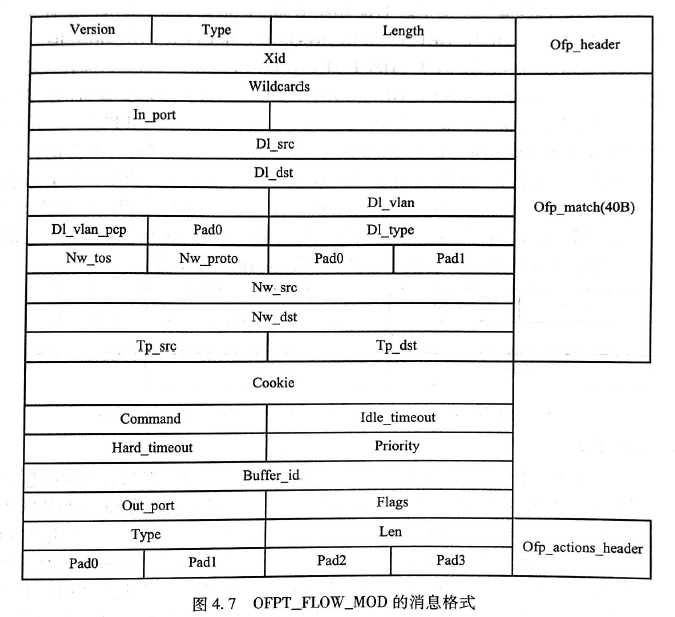 Version Type Length Ofp_header
Xid
Wildcards
In_port
Dl_src
Dl_dst
Dl_vlan Ofp_match(40B)
Dl_vlan_pcp Pad0 Dl_type
Nw_tos Nw_proto Pad0 Pad1
Nw_src
Nw_dst
Tp_src Tp_dst
Cookie
Command Idle_timeout
Hard_timeout Priority
Buffer_id
Out_port Flags
Type Len Ofp_actions_header
Pad0 Pad1 Pad2 Pad3
图 4.7 OFPT_FLOW_MOD 的消息格式